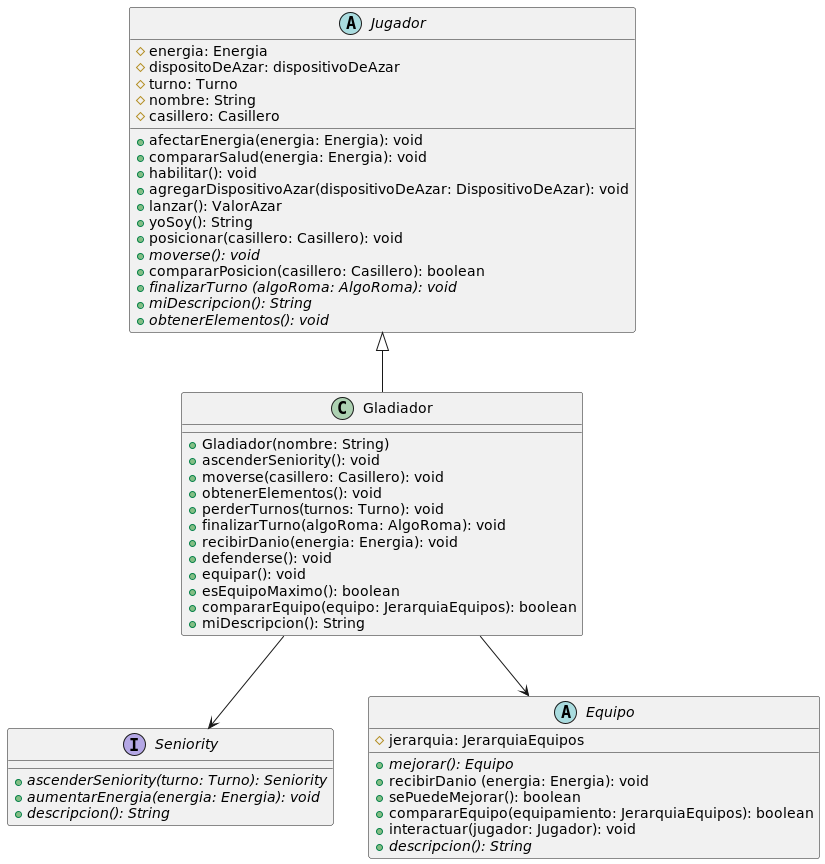 A Jugador
energia: Energia
dispositoDeAzar: dispositivoDeAzar
turno: Turno
nombre: String
casillero: Casillero
afectarEnergia(energia: Energia): void
compararSalud(energia: Energia): void
habilitar(): void
agregarDispositivoAzar(dispositivoDeAzar: DispositivoDeAzar): void
lanzar(): ValorAzar
yoSoy(): String
posicionar(casillero: Casillero): void
moverse(): void
compararPosicion(casillero: Casillero): boolean
finalizarTurno (algoRoma: AlgoRoma): void
miDescripcion(): String
obtenerElementos(): void
C Gladiador
Gladiador(nombre: String)
ascenderSeniority(): void
moverse(casillero: Casillero): void
obtenerElementos(): void
perderTurnos(turnos: Turno): void
finalizarTurno(algoRoma: AlgoRoma): void
recibirDanio(energia: Energia): void
defenderse(): void
equipar(): void
esEquipoMaximo(): boolean
compararEquipo(equipo: JerarquiaEquipos): boolean
miDescripcion(): String
I Seniority
ascenderSeniority(turno: Turno): Seniority
aumentarEnergia(energia: Energia): void
descripcion(): String
A Equipo
jerarquia: JerarquiaEquipos
mejorar(): Equipo
recibirDanio (energia: Energia): void
sePuedeMejorar(): boolean
compararEquipo(equipamiento: JerarquiaEquipos): boolean
interactuar(jugador: Jugador): void
descripcion(): String